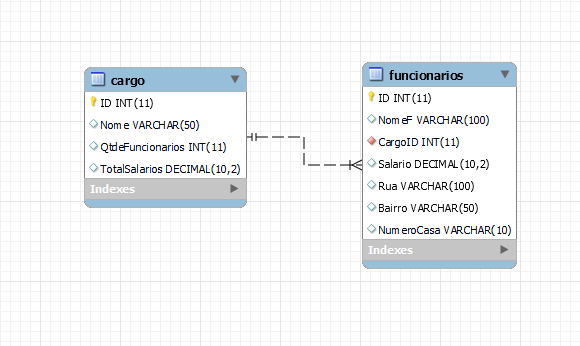 cargo
ID INT(11)
Nome VARCHAR(50)
QtdeFuncionarios INT(11)
TotalSalarios DECIMAL(10,2)
Indexes
funcionarios
ID INT(11)
NomeF VARCHAR(100)
CargoID INT(11)
Salario DECIMAL(10,2)
Rua VARCHAR(100)
Bairro VARCHAR(50)
NumeroCasa VARCHAR(10)
Indexes